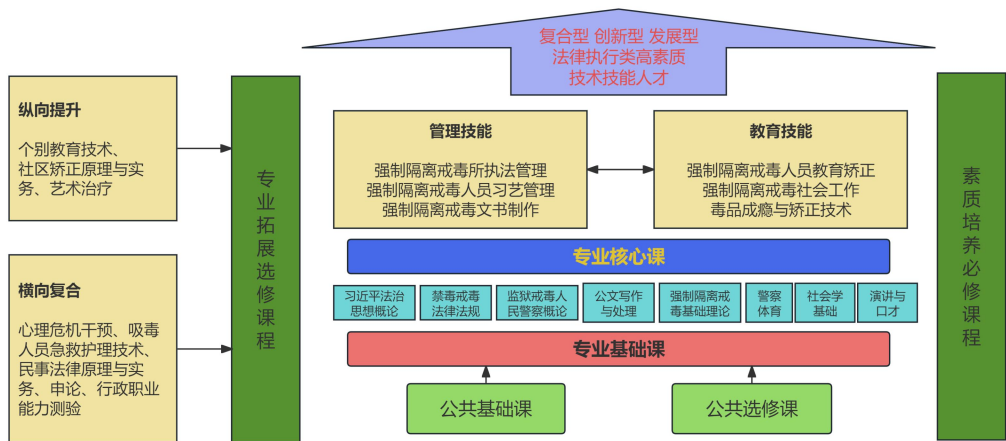 复合型 创新型 发展型
法律执行类高素质
技术技能人才
纵向提升
个别教育技术、
社区矫正原理与实
务、艺术治疗
横向复合
心理危机干预、吸毒
人员急救护理技术、
民事法律原理与实
务、申论、行政职业
能力测验
专业拓展选修课程
管理技能
强制隔离戒毒所执法管理
强制隔离戒毒人员习艺管理
强制隔离戒毒文书制作
教育技能
强制隔离戒毒人员教育矫正
强制隔离戒毒社会工作
毒品成瘾与矫正技术
专业核心课
习近平法治
思想概论
禁毒戒毒
法律法规
监狱戒毒人
民警察概论
公文写作
与处理
强制隔离戒
毒基础理论
警察
体育
社会学
基础
演讲与
口才
专业基础课
公共基础课
公共选修课
素质培养必修课程